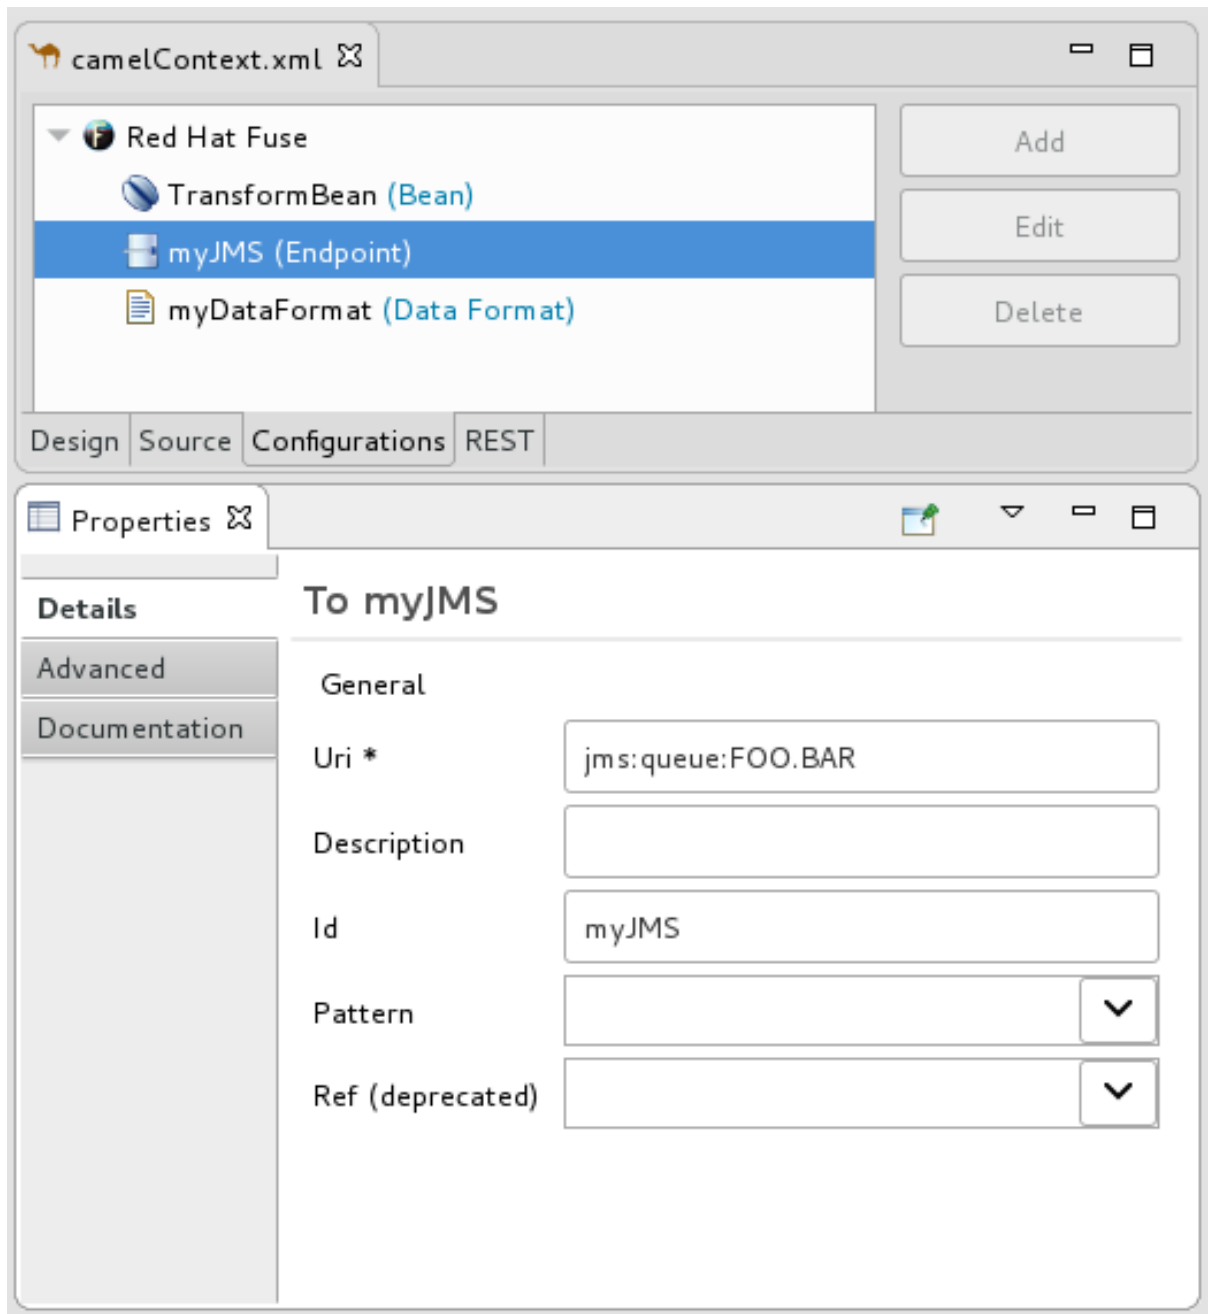 camelContext.xml
Red Hat Fuse
TransformBean (Bean)
myJMS (Endpoint)
myDataFormat (Data Format)
Add
Edit
Delete
Design Source Configurations REST
Properties
Details
Advanced
Documentation
To myJMS
General
Uri * jms:queue:FOO.BAR
Description
Id myJMS
Pattern
Ref (deprecated)